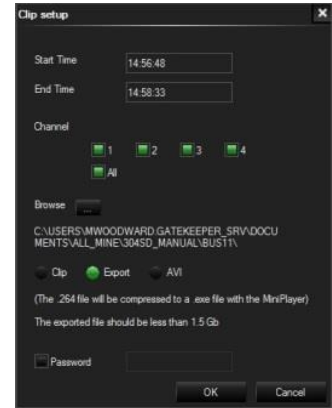 Clip setup
Start Time 14:56:48
End Time 14:58:33
Channel
1 2 3 4
All
Browse ...
C:\USERS\MWOODWARD.GATEKEEPER_SRV\DOCU
MENTS\ALL_MINE\304SD_MANUAL\BUS11\
Clip Export AVI
(The .264 file will be compressed to a .exe file with the MiniPlayer)
The exported file should be less than 1.5 Gb
Password
OK Cancel